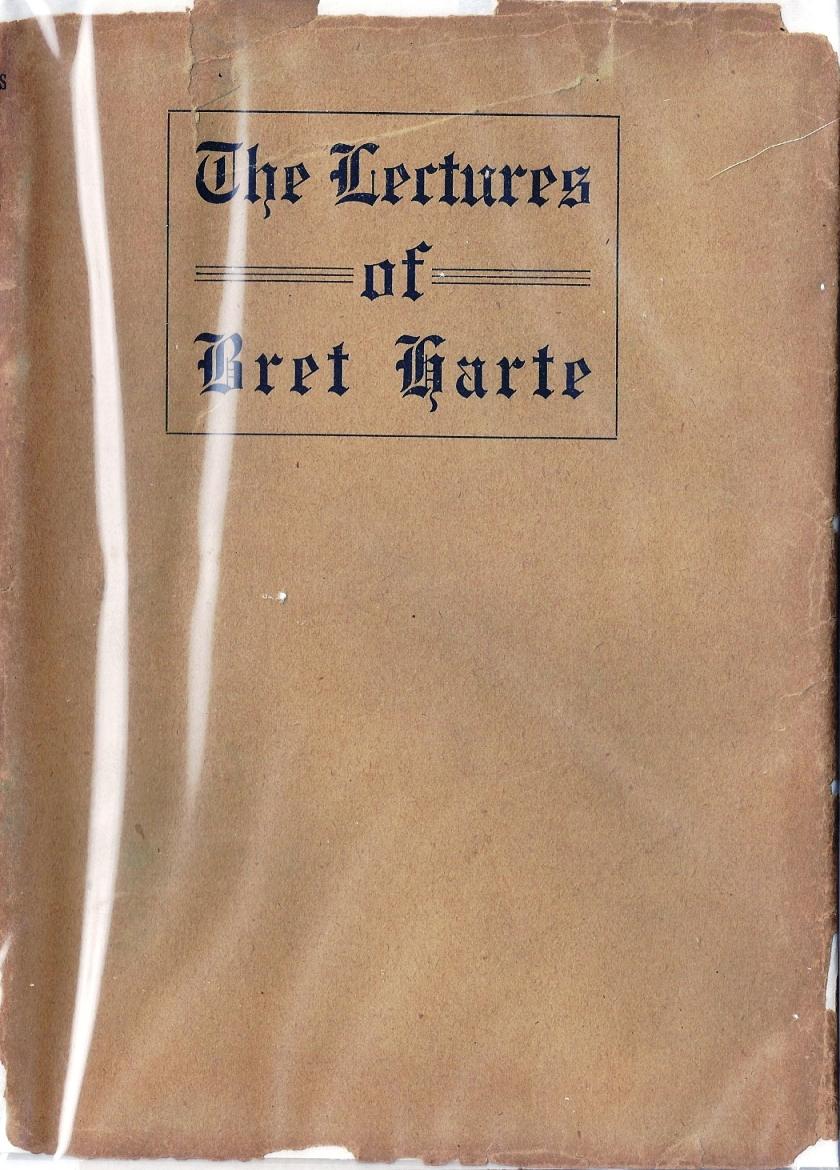 The Lectures
of
Bret Harte
s